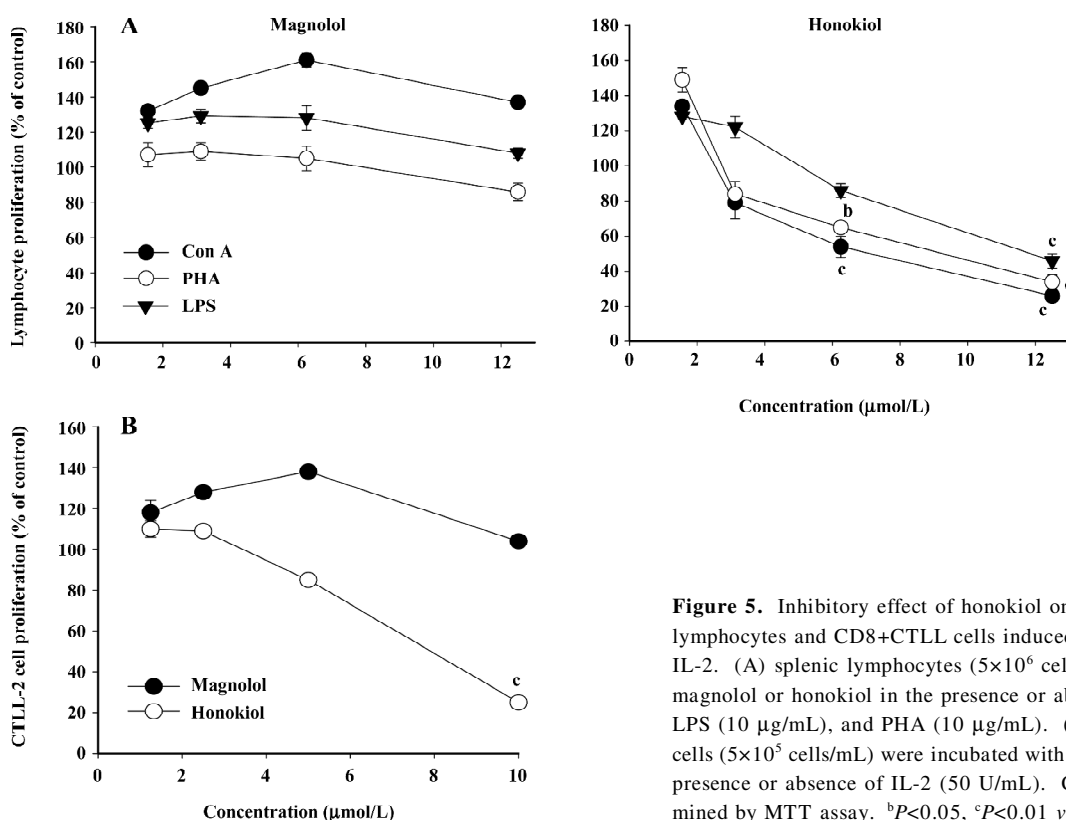 A
Magnolol
Lymphocyte proliferation (% of control)
180
160
140
120
100
80
60
40
20
0
Con A
PHA
LPS
0 2 4 6 8 10 12
Honokiol
180
160
140
120
100
80
60
40
20
0
b
c
c
c
0 2 4 6 8 10 12
Concentration (μmol/L)
B
CTLL-2 cell proliferation (% of control)
160
140
120
100
80
60
40
20
0
c
Magnolol
Honokiol
0 2 4 6 8 10
Concentration (μmol/L)
Figure 5. Inhibitory effect of honokiol on
lymphocytes and CD8+CTLL cells induced
IL-2. (A) splenic lymphocytes (5×10⁶ cel
magnolol or honokiol in the presence or ab
LPS (10 μg/mL), and PHA (10 μg/mL). (
cells (5×10⁵ cells/mL) were incubated with
presence or absence of IL-2 (50 U/mL). C
mined by MTT assay. ᵇP<0.05, ᶜP<0.01 v